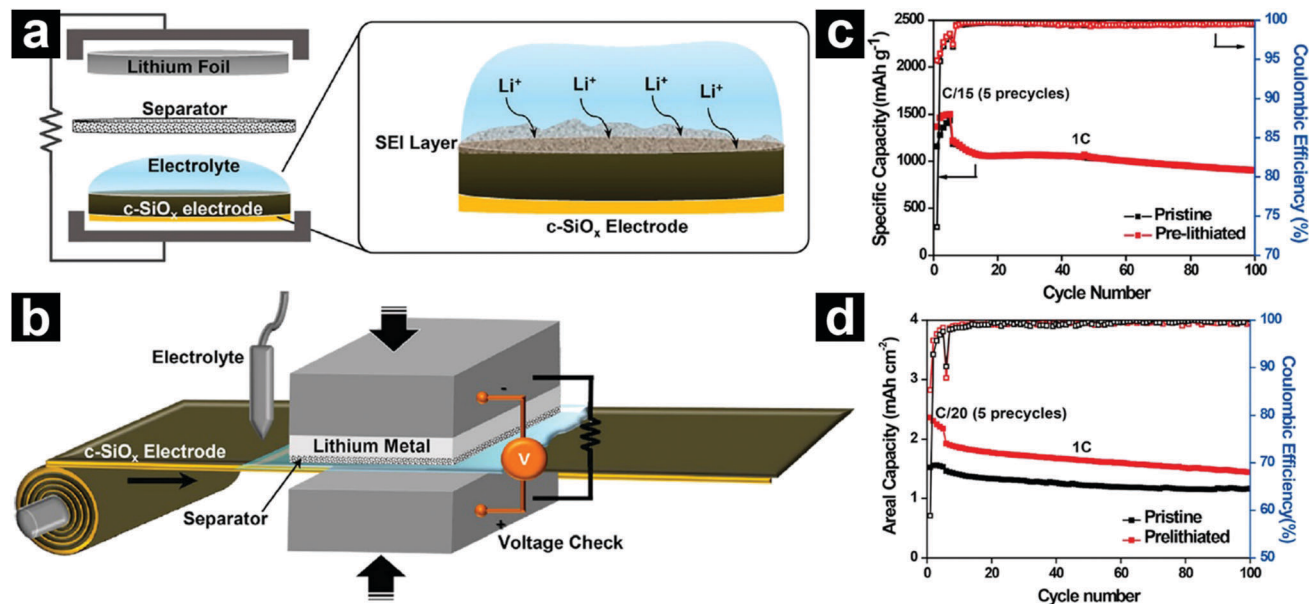 a
Lithium Foil
Separator
Electrolyte
c-SiOₓ electrode
Li⁺
Li⁺
Li⁺
Li⁺
SEI Layer
c-SiOₓ Electrode
b
Electrolyte
c-SiOₓ Electrode
Lithium Metal
Separator
-
V
+
Voltage Check
c
Specific Capacity (mAh g⁻¹)
2500
2000
1500
1000
500
0
C/15 (5 precycles)
1C
Pristine
Pre-lithiated
100
95
90
85
80
75
70
Coulombic Efficiency (%)
0 20 40 60 80 100
Cycle Number
d
Areal Capacity (mAh cm⁻²)
4
3
2
1
0
C/20 (5 precycles)
1C
Pristine
Prelithiated
100
90
80
70
60
50
Coulombic Efficiency(%)
0 20 40 60 80 100
Cycle number